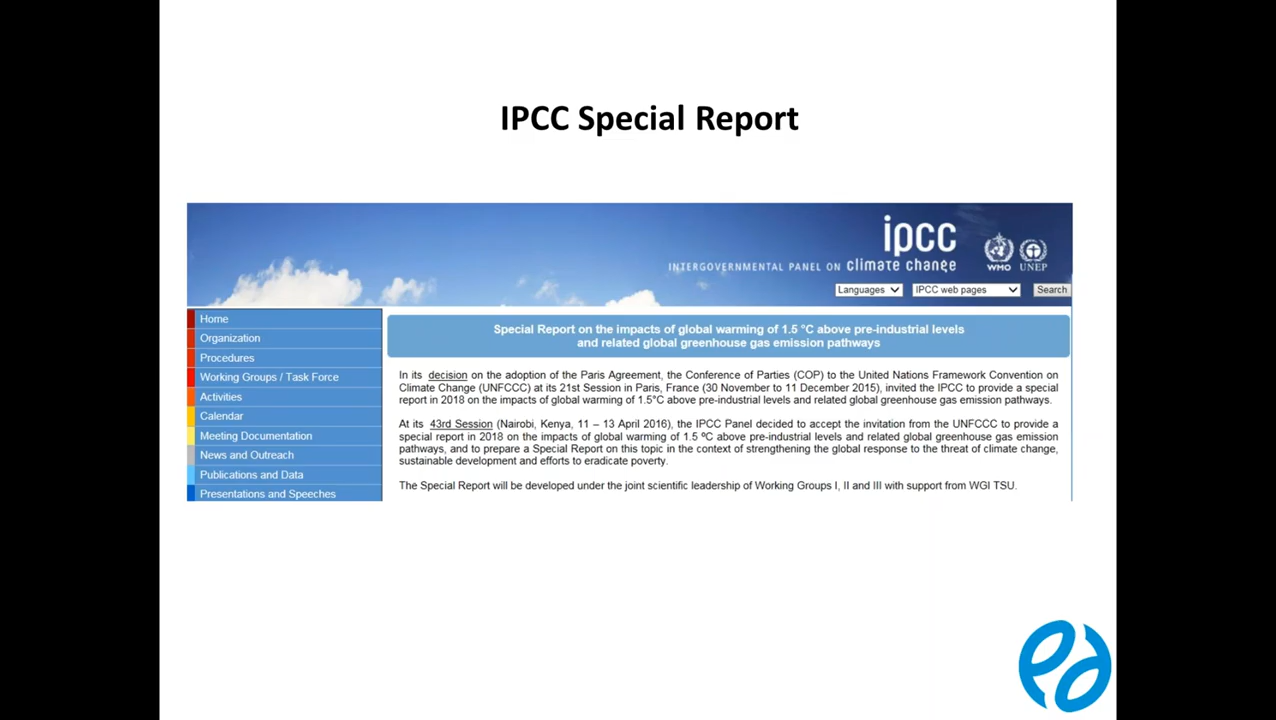 IPCC Special Report
ipcc
INTERGOVERNMENTAL PANEL ON climate change
WMO UNEP
Languages IPCC web pages Search
Home
Organization
Procedures
Working Groups / Task Force
Activities
Calendar
Meeting Documentation
News and Outreach
Publications and Data
Presentations and Speeches
Special Report on the impacts of global warming of 1.5 °C above pre-industrial levels
and related global greenhouse gas emission pathways
In its decision on the adoption of the Paris Agreement, the Conference of Parties (COP) to the United Nations Framework Convention on
Climate Change (UNFCCC) at its 21st Session in Paris, France (30 November to 11 December 2015), invited the IPCC to provide a special
report in 2018 on the impacts of global warming of 1.5°C above pre-industrial levels and related global greenhouse gas emission pathways.
At its 43rd Session (Nairobi, Kenya, 11 – 13 April 2016), the IPCC Panel decided to accept the invitation from the UNFCCC to provide a
special report in 2018 on the impacts of global warming of 1.5 ºC above pre-industrial levels and related global greenhouse gas emission
pathways, and to prepare a Special Report on this topic in the context of strengthening the global response to the threat of climate change,
sustainable development and efforts to eradicate poverty.
The Special Report will be developed under the joint scientific leadership of Working Groups I, II and III with support from WGI TSU.